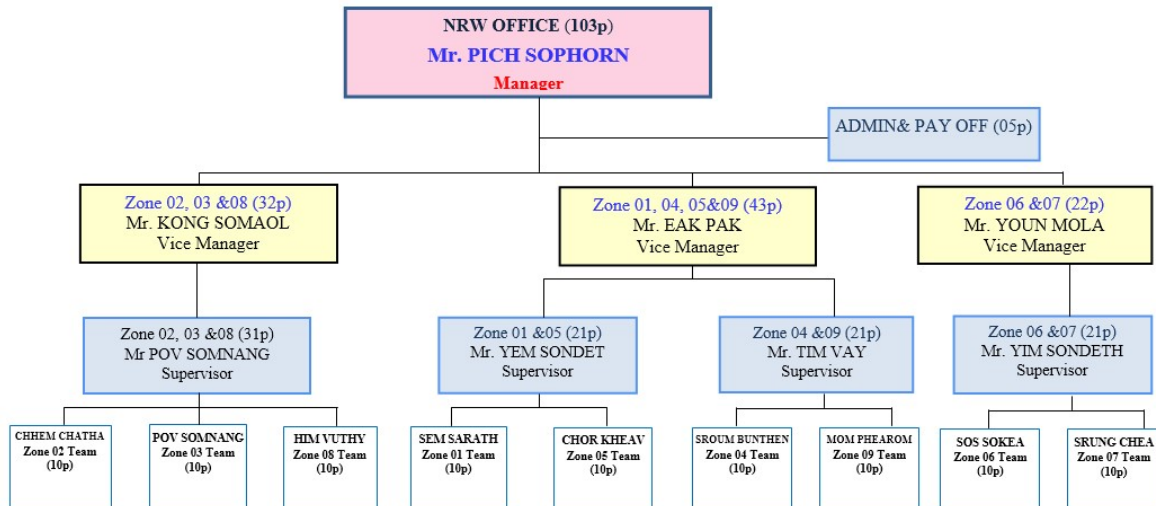 NRW OFFICE (103p)
Mr. PICH SOPHORN
Manager
ADMIN& PAY OFF (05p)
Zone 02, 03 &08 (32p)
Mr. KONG SOMAOL
Vice Manager
Zone 01, 04, 05&09 (43p)
Mr. EAK PAK
Vice Manager
Zone 06 &07 (22p)
Mr. YOUN MOLA
Vice Manager
Zone 02, 03 &08 (31p)
Mr POV SOMNANG
Supervisor
Zone 01 &05 (21p)
Mr. YEM SONDET
Supervisor
Zone 04 &09 (21p)
Mr. TIM VAY
Supervisor
Zone 06 &07 (21p)
Mr. YIM SONDETH
Supervisor
CHHEM CHATHA
Zone 02 Team
(10p)
POV SOMNANG
Zone 03 Team
(10p)
HIM VUTHY
Zone 08 Team
(10p)
SEM SARATH
Zone 01 Team
(10p)
CHOR KHEAV
Zone 05 Team
(10p)
SROUM BUNTHEN
Zone 04 Team
(10p)
MOM PHEAROM
Zone 09 Team
(10p)
SOS SOKEA
Zone 06 Team
(10p)
SRUNG CHEA
Zone 07 Team
(10p)